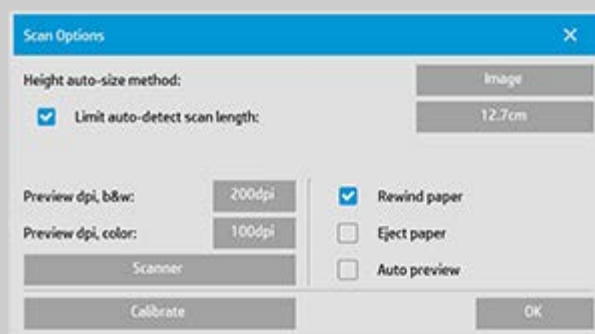 Scan Options
Height auto-size method: Image
Limit auto-detect scan length: 12.7cm
Preview dpi, b&w: 200dpi
Rewind paper
Preview dpi, color: 100dpi
Eject paper
Scanner
Auto preview
Calibrate
OK